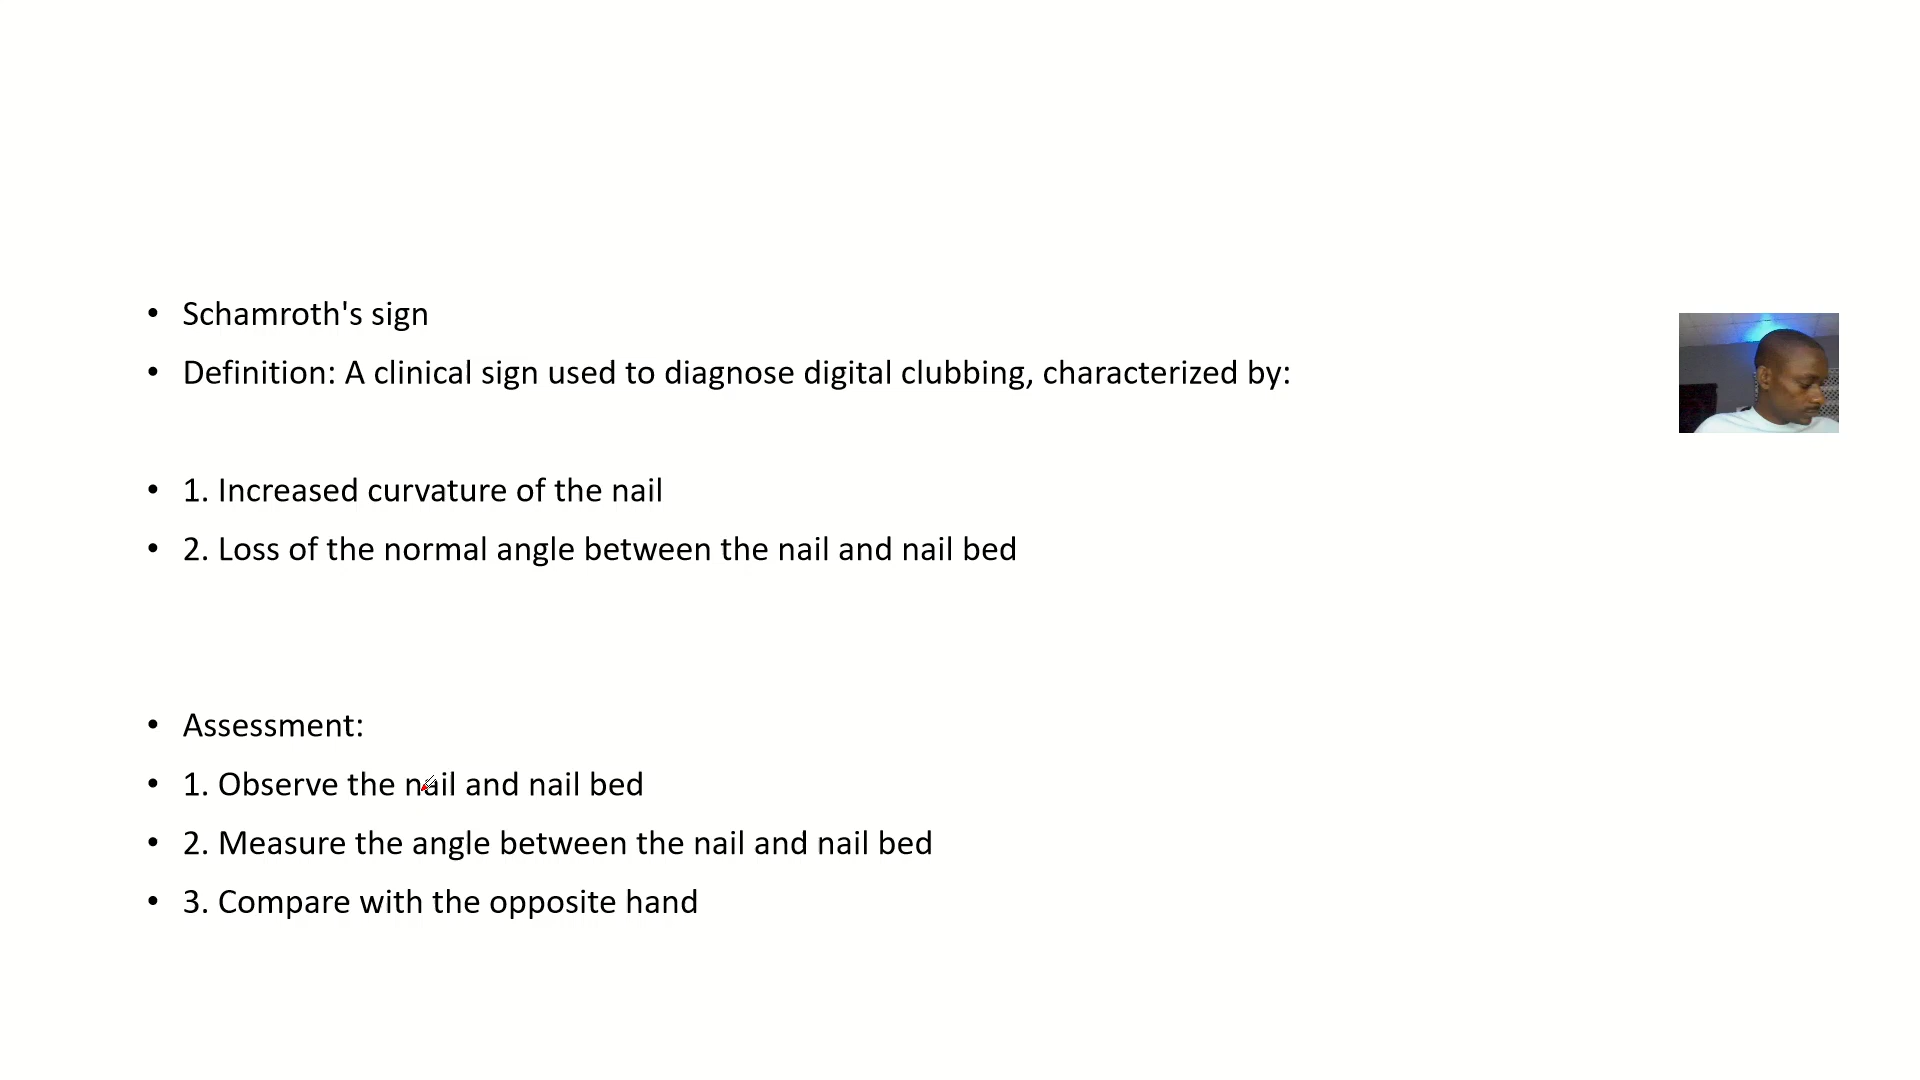 • Schamroth's sign
• Definition: A clinical sign used to diagnose digital clubbing, characterized by:
• 1. Increased curvature of the nail
• 2. Loss of the normal angle between the nail and nail bed
• Assessment:
• 1. Observe the nail and nail bed
• 2. Measure the angle between the nail and nail bed
• 3. Compare with the opposite hand